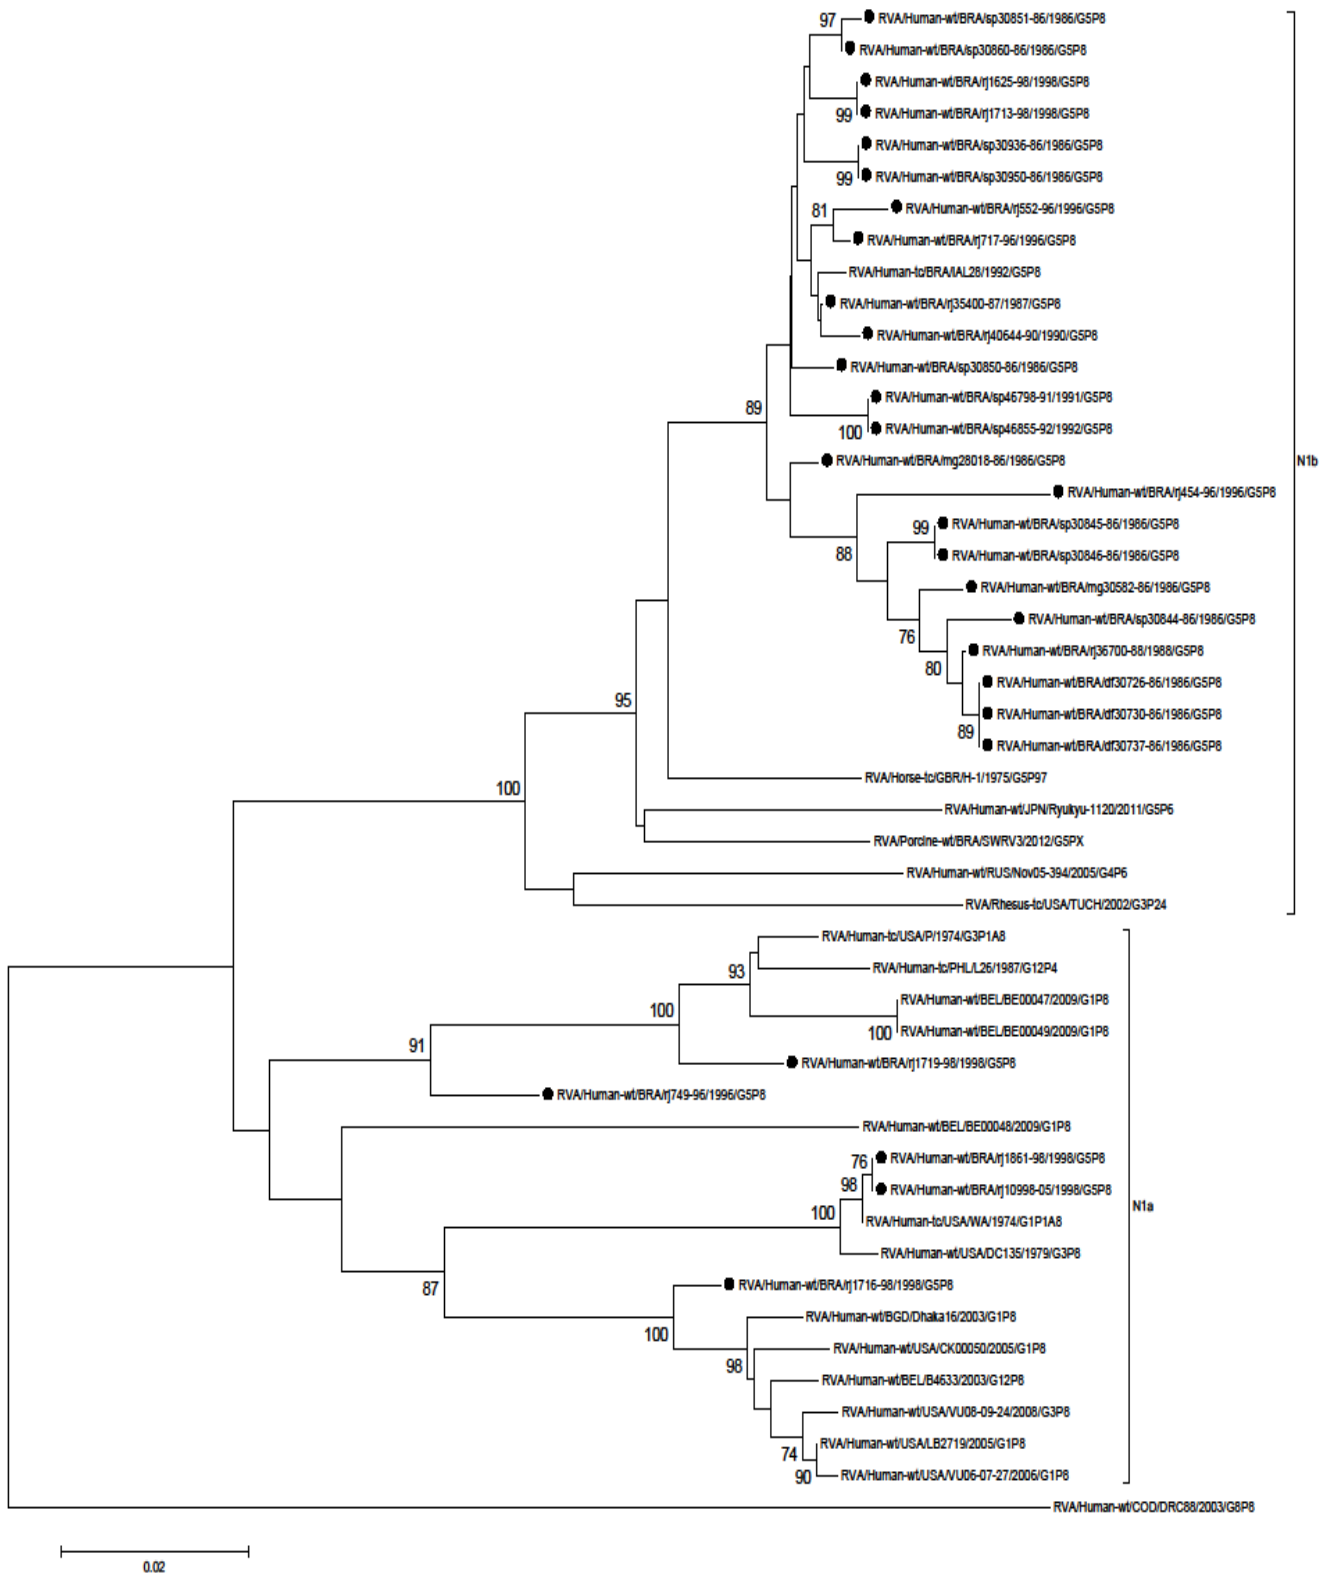 97
RVA/Human-wt/BRA/sp30851-86/1986/G5P8
RVA/Human-wt/BRA/sp30860-86/1986/G5P8
RVA/Human-wt/BRA/rj1625-98/1998/G5P8
99
RVA/Human-wt/BRA/rj1713-98/1998/G5P8
RVA/Human-wt/BRA/sp30936-86/1986/G5P8
99
RVA/Human-wt/BRA/sp30950-86/1986/G5P8
81
RVA/Human-wt/BRA/rj552-96/1996/G5P8
RVA/Human-wt/BRA/rj717-96/1996/G5P8
RVA/Human-tc/BRA/IAL28/1992/G5P8
RVA/Human-wt/BRA/rj35400-87/1987/G5P8
RVA/Human-wt/BRA/rj40644-90/1990/G5P8
RVA/Human-wt/BRA/sp30850-86/1986/G5P8
RVA/Human-wt/BRA/sp46798-91/1991/G5P8
89
100
RVA/Human-wt/BRA/sp46855-92/1992/G5P8
RVA/Human-wt/BRA/mg28018-86/1986/G5P8
N1b
RVA/Human-wt/BRA/rj454-96/1996/G5P8
99
RVA/Human-wt/BRA/sp30845-86/1986/G5P8
88
RVA/Human-wt/BRA/sp30846-86/1986/G5P8
RVA/Human-wt/BRA/mg30582-86/1986/G5P8
RVA/Human-wt/BRA/sp30844-86/1986/G5P8
76
RVA/Human-wt/BRA/rj36700-88/1988/G5P8
80
RVA/Human-wt/BRA/df30726-86/1986/G5P8
95
RVA/Human-wt/BRA/df30730-86/1986/G5P8
89
RVA/Human-wt/BRA/df30737-86/1986/G5P8
RVA/Horse-tc/GBR/H-1/1975/G5P97
100
RVA/Human-wt/JPN/Ryukyu-1120/2011/G5P6
RVA/Porcine-wt/BRA/SWRV3/2012/G5PX
RVA/Human-wt/RUS/Nov05-394/2005/G4P6
RVA/Rhesus-tc/USA/TUCH/2002/G3P24
RVA/Human-tc/USA/P/1974/G3P1A8
93
RVA/Human-tc/PHL/L26/1987/G12P4
RVA/Human-wt/BEL/BE00047/2009/G1P8
100
100
RVA/Human-wt/BEL/BE00049/2009/G1P8
91
RVA/Human-wt/BRA/rj1719-98/1998/G5P8
RVA/Human-wt/BRA/rj749-96/1996/G5P8
RVA/Human-wt/BEL/BE00048/2009/G1P8
76
RVA/Human-wt/BRA/rj1861-98/1998/G5P8
98
RVA/Human-wt/BRA/rj10998-05/1998/G5P8
N1a
100
RVA/Human-tc/USA/WA/1974/G1P1A8
RVA/Human-wt/USA/DC135/1979/G3P8
87
RVA/Human-wt/BRA/rj1716-98/1998/G5P8
RVA/Human-wt/BGD/Dhaka16/2003/G1P8
100
RVA/Human-wt/USA/CK00050/2005/G1P8
98
RVA/Human-wt/BEL/B4633/2003/G12P8
RVA/Human-wt/USA/VU08-09-24/2008/G3P8
74
RVA/Human-wt/USA/LB2719/2005/G1P8
90
RVA/Human-wt/USA/VU06-07-27/2006/G1P8
RVA/Human-wt/COD/DRC88/2003/G8P8
0.02